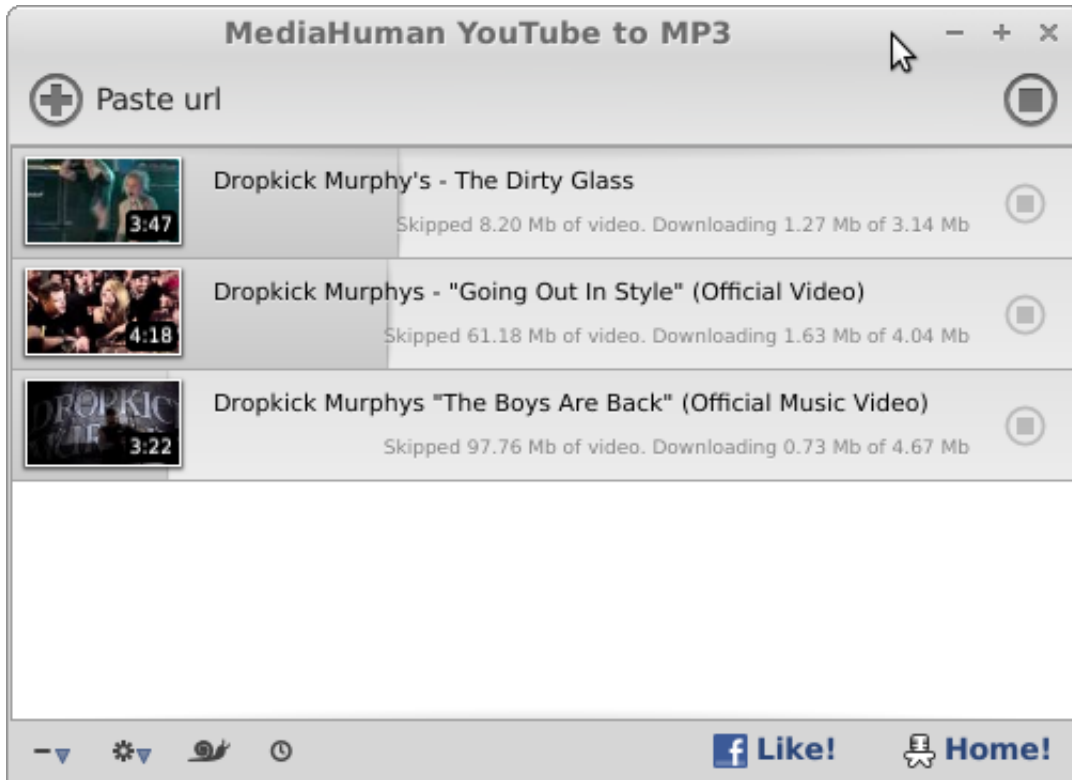 MediaHuman YouTube to MP3
Paste url
Dropkick Murphy's - The Dirty Glass
3:47
Skipped 8.20 Mb of video. Downloading 1.27 Mb of 3.14 Mb
Dropkick Murphys - "Going Out In Style" (Official Video)
4:18
Skipped 61.18 Mb of video. Downloading 1.63 Mb of 4.04 Mb
Dropkick Murphys "The Boys Are Back" (Official Music Video)
3:22
Skipped 97.76 Mb of video. Downloading 0.73 Mb of 4.67 Mb
f Like!
Home!